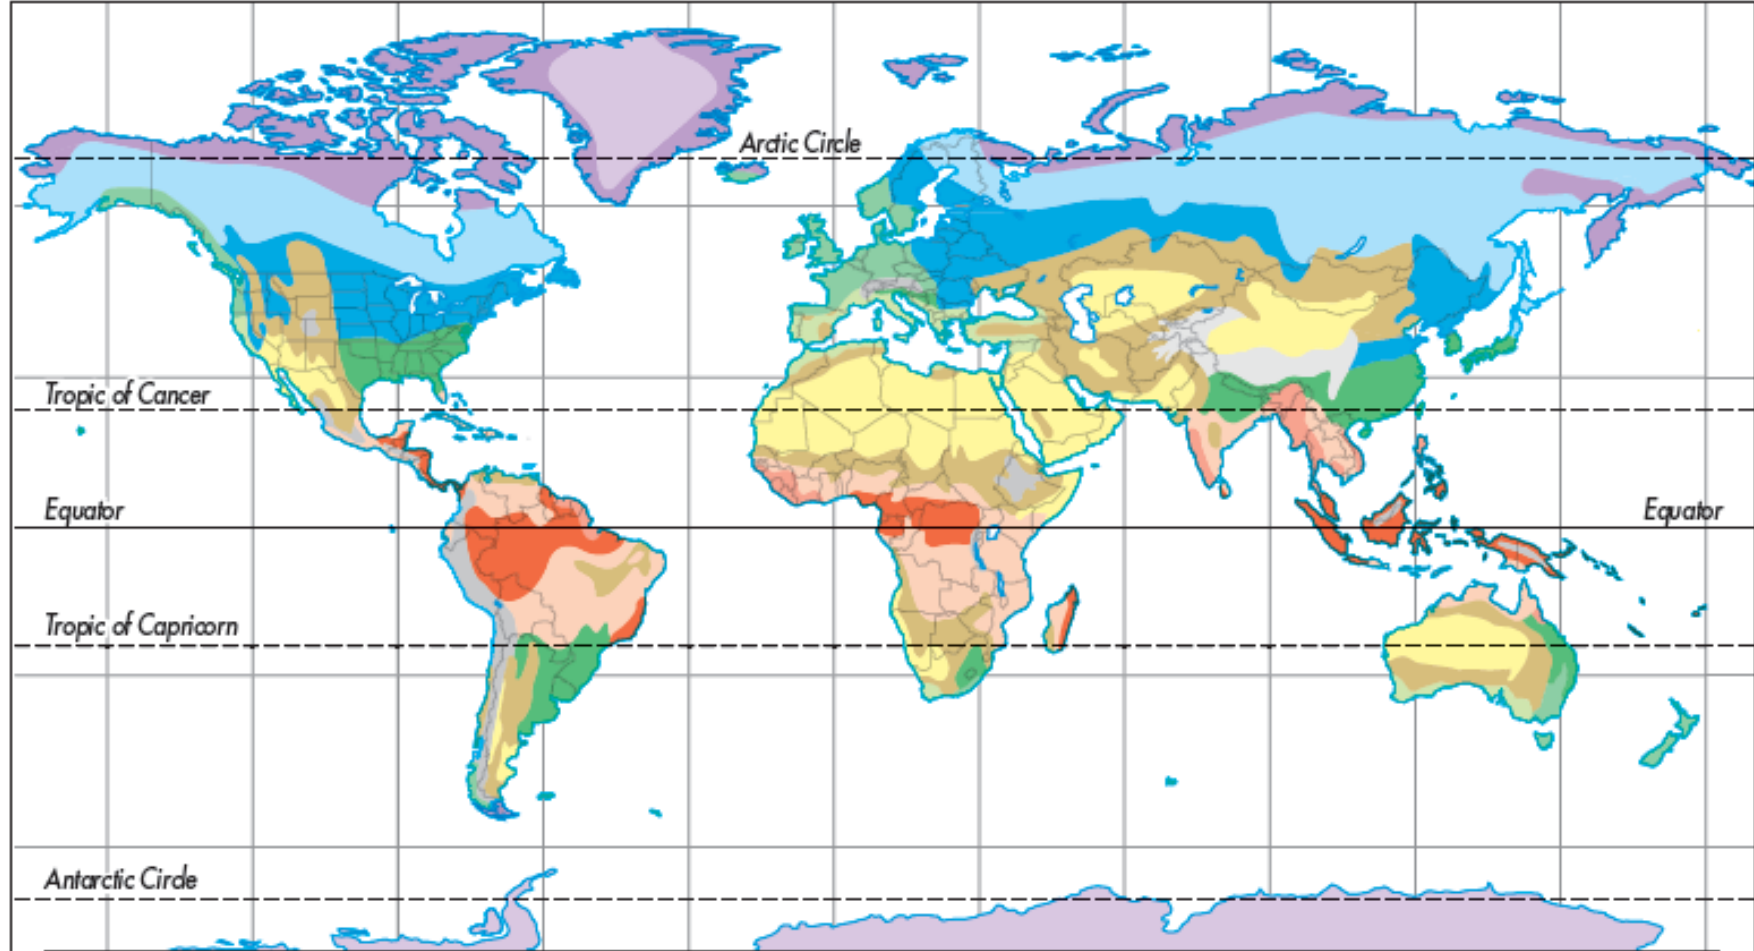 Arctic Circle
Tropic of Cancer
Equator
Equator
Tropic of Capricorn
Antarctic Circle